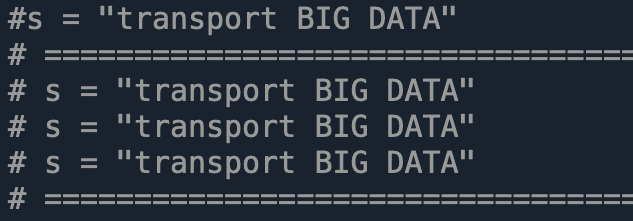 #s = "transport BIG DATA"
# =================================
# s = "transport BIG DATA"
# s = "transport BIG DATA"
# s = "transport BIG DATA"
# =================================